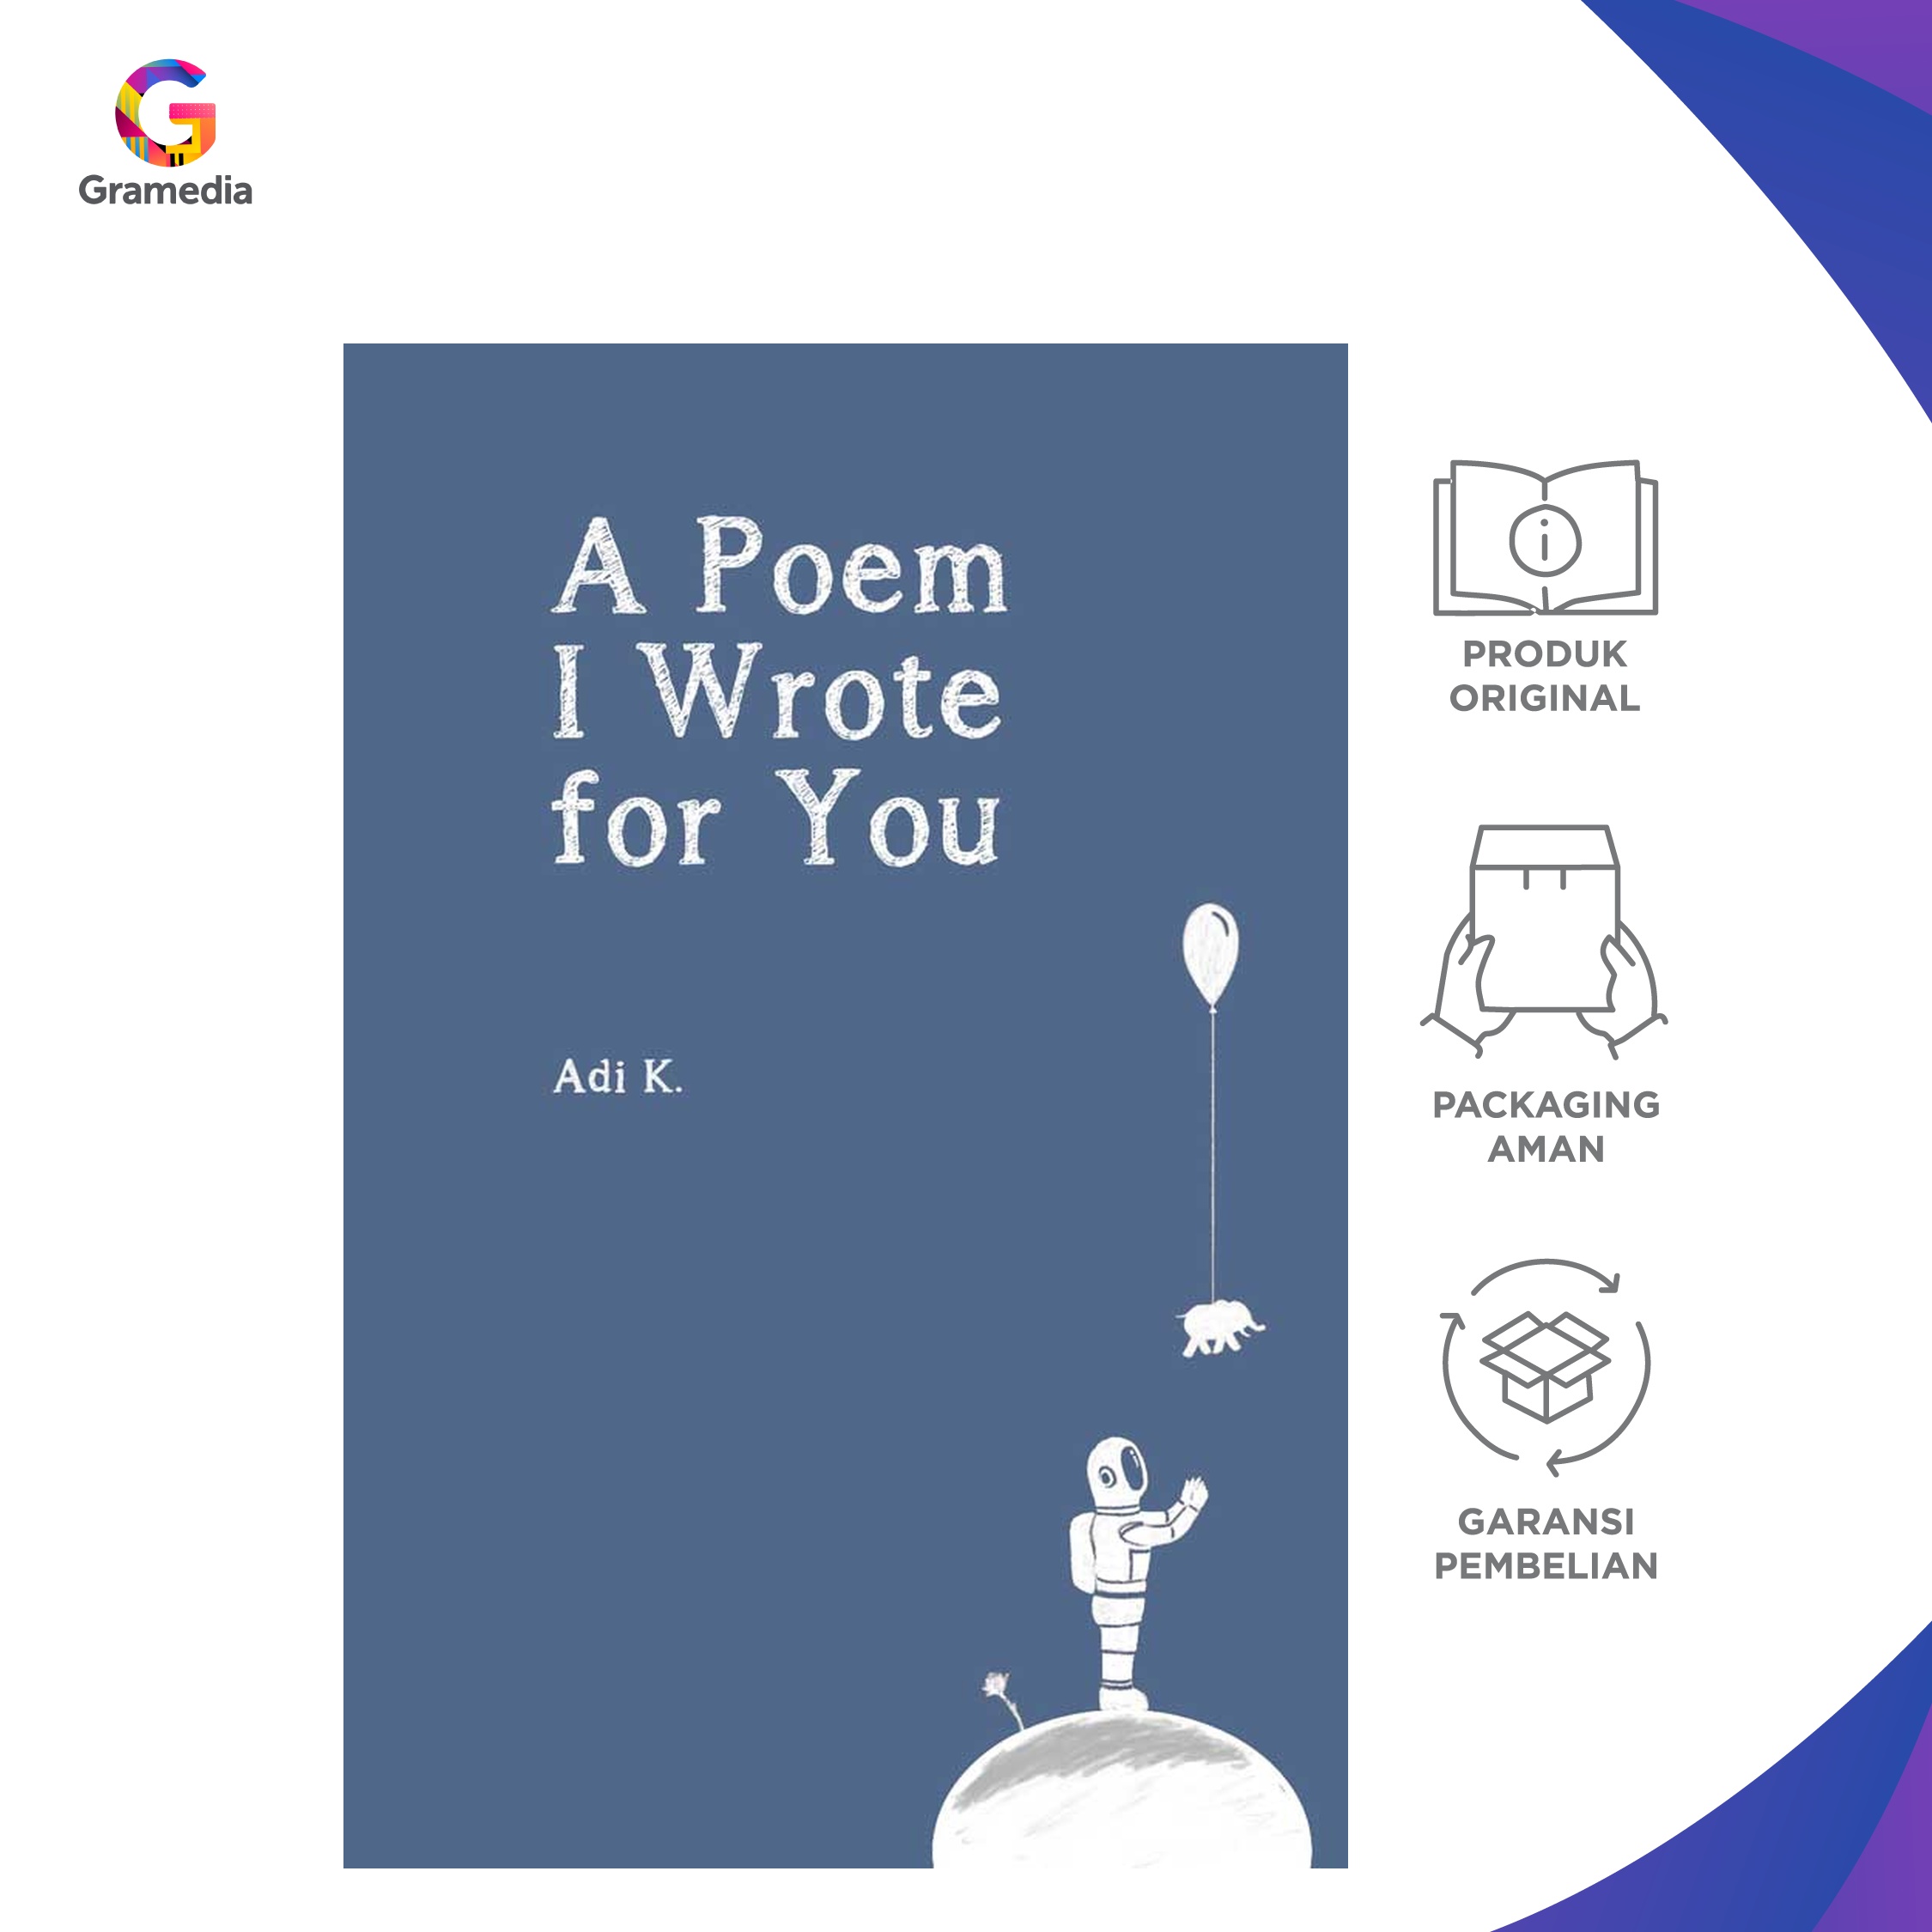 Gramedia
A Poem
I Wrote
for You
Adi K.
PRODUK
ORIGINAL
PACKAGING
AMAN
GARANSI
PEMBELIAN